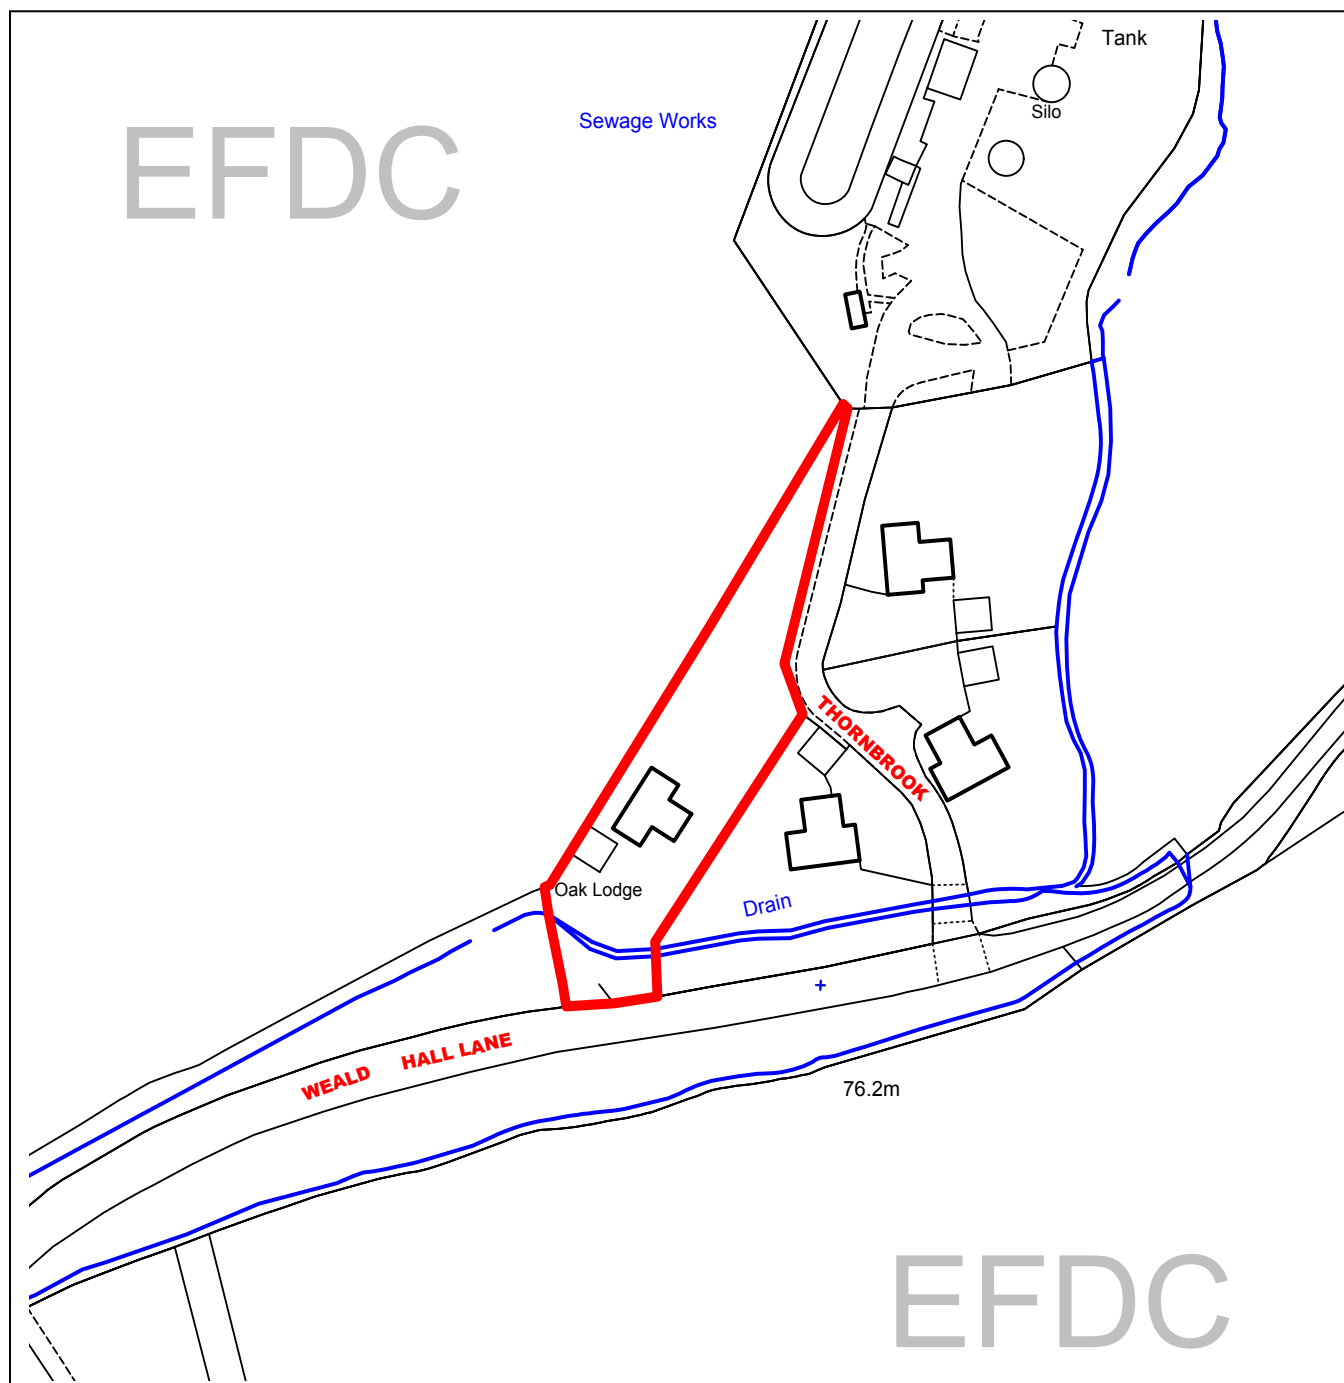 Tank
Silo
Sewage Works
EFDC
THORNBROOK
Oak Lodge
Drain
WEALD HALL LANE
76.2m
EFDC